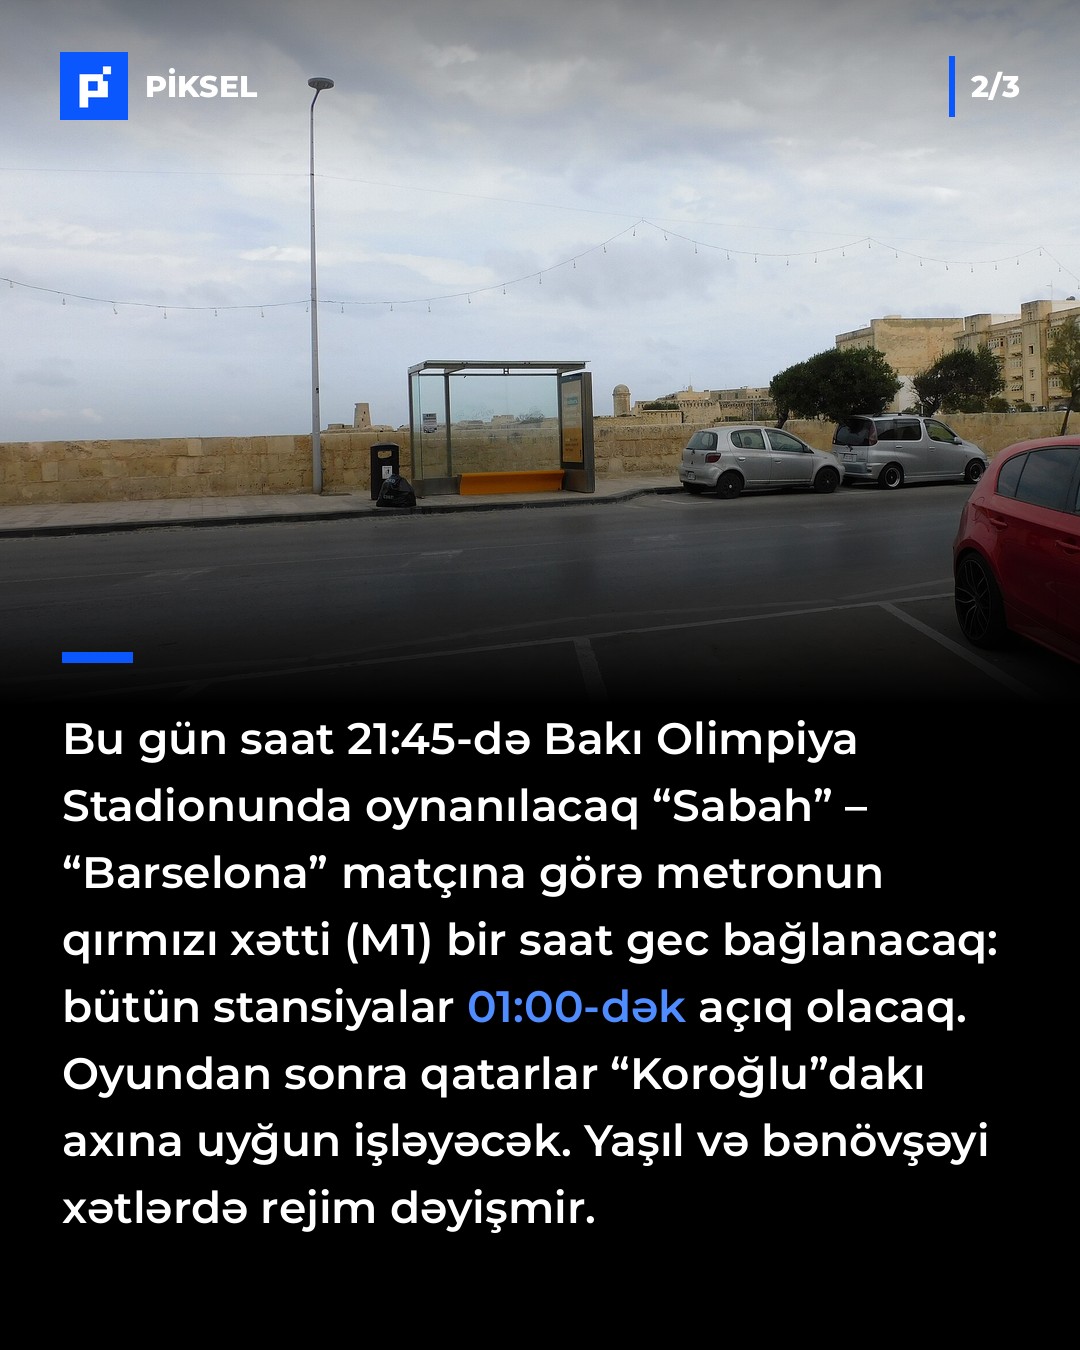 PİKSEL
2/3
Bu gün saat 21:45-də Bakı Olimpiya
Stadionunda oynanılacaq “Sabah” –
“Barselona” matçına görə metronun
qırmızı xətti (M1) bir saat gec bağlanacaq:
bütün stansiyalar 01:00-dək açıq olacaq.
Oyundan sonra qatarlar “Koroğlu”dakı
axına uyğun işləyəcək. Yaşıl və bənövşəyi
xətlərdə rejim dəyişmir.